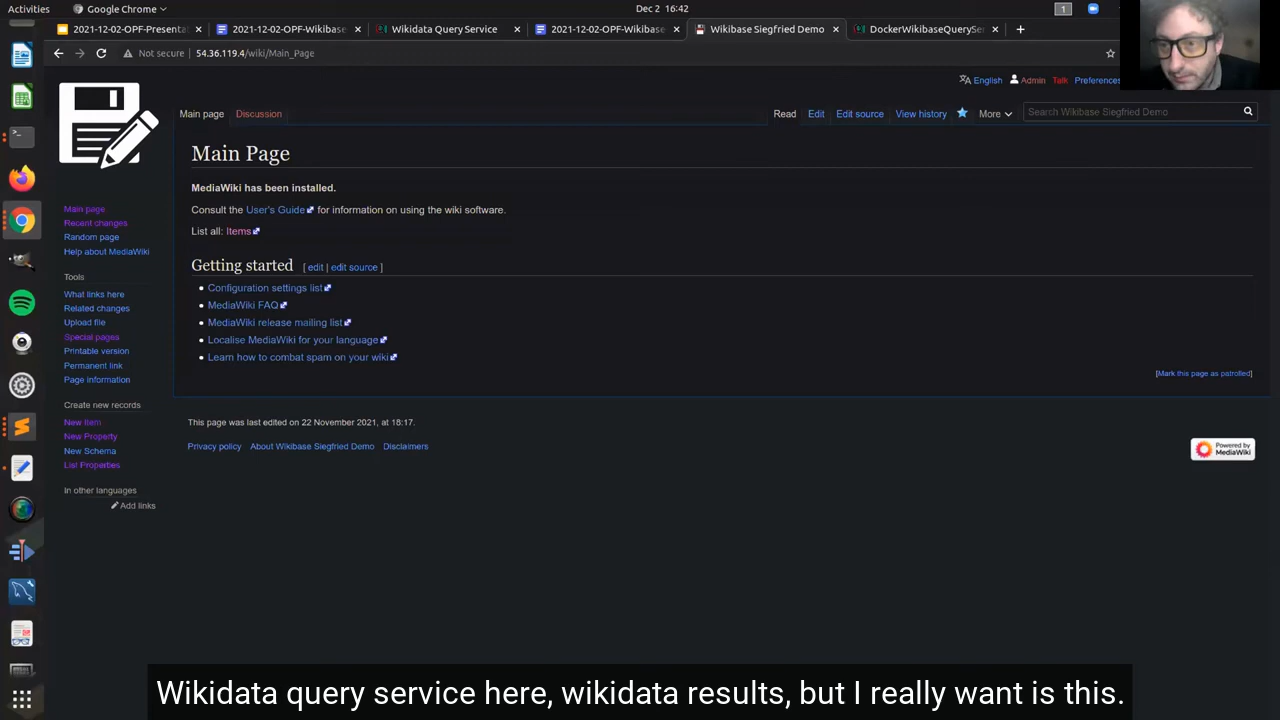 Activities
Google Chrome
Dec 2 16:42
1
2021-12-02-OPF-Presentat
2021-12-02-OPF-Wikibase
Wikidata Query Service
2021-12-02-OPF-Wikibase
Wikibase Siegfried Demo
DockerWikibaseQuerySe
Not secure
54.36.119.4/wiki/Main_Page
English
Admin
Talk
Preferences
Main page
Discussion
Read
Edit
Edit source
View history
More
Search Wikibase Siegfried Demo
Main Page
MediaWiki has been installed.
Consult the User's Guide for information on using the wiki software.
List all: Items
Getting started [ edit | edit source ]
Configuration settings list
MediaWiki FAQ
MediaWiki release mailing list
Localise MediaWiki for your language
Learn how to combat spam on your wiki
[Mark this page as patrolled]
This page was last edited on 22 November 2021, at 18:17.
Privacy policy
About Wikibase Siegfried Demo
Disclaimers
Powered by
MediaWiki
Main page
Recent changes
Random page
Help about MediaWiki
Tools
What links here
Related changes
Upload file
Special pages
Printable version
Permanent link
Page information
Create new records
New Item
New Property
New Schema
List Properties
In other languages
Add links
Wikidata query service here, wikidata results, but I really want is this.